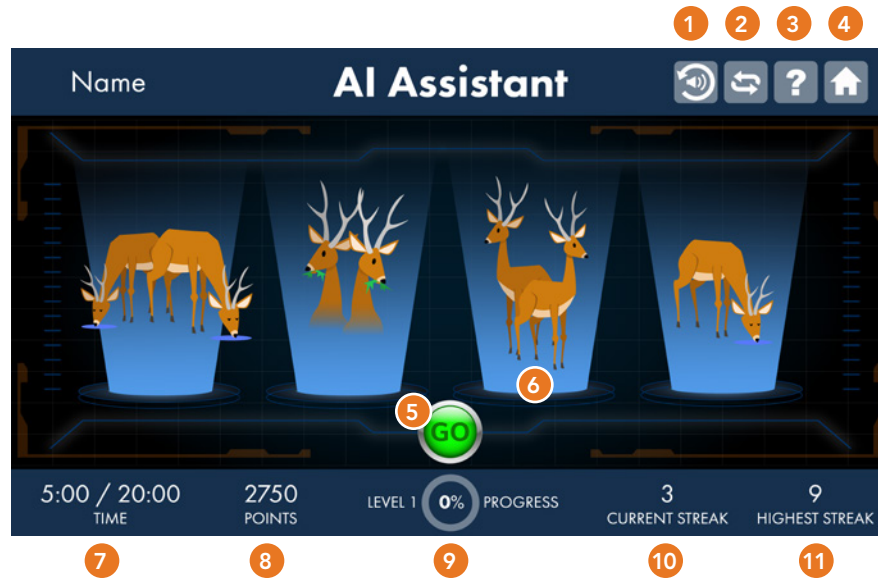 1 2 3 4
Name AI Assistant ?
6
5
GO
5:00 / 20:00 2750 LEVEL 1 0% PROGRESS 3 9
TIME POINTS CURRENT STREAK HIGHEST STREAK
7 8 9 10 11